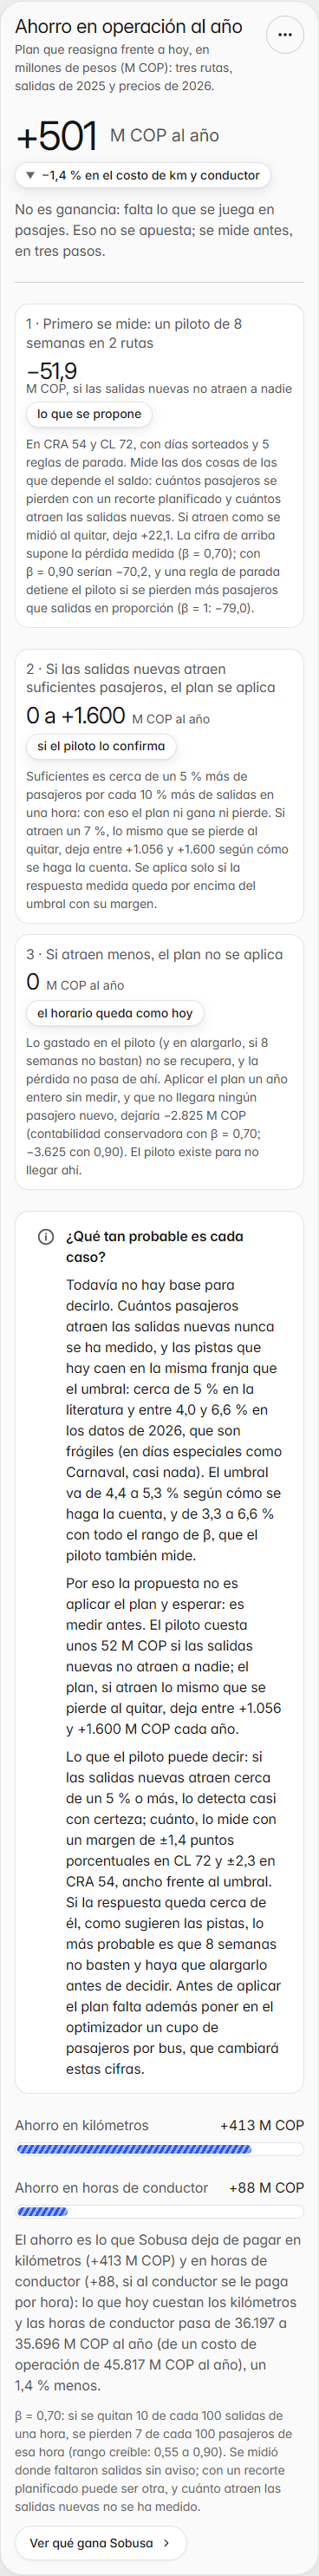 Ahorro en operación al año
Plan que reasigna frente a hoy, en
millones de pesos (M COP): tres rutas,
salidas de 2025 y precios de 2026.
+501 M COP al año
▼ −1,4 % en el costo de km y conductor
No es ganancia: falta lo que se juega en
pasajes. Eso no se apuesta; se mide antes,
en tres pasos.
1 · Primero se mide: un piloto de 8
semanas en 2 rutas
−51,9
M COP, si las salidas nuevas no atraen a nadie
lo que se propone
En CRA 54 y CL 72, con días sorteados y 5
reglas de parada. Mide las dos cosas de las
que depende el saldo: cuántos pasajeros se
pierden con un recorte planificado y cuántos
atraen las salidas nuevas. Si atraen como se
midió al quitar, deja +22,1. La cifra de arriba
supone la pérdida medida (β = 0,70); con
β = 0,90 serían −70,2, y una regla de parada
detiene el piloto si se pierden más pasajeros
que salidas en proporción (β = 1: −79,0).
2 · Si las salidas nuevas atraen
suficientes pasajeros, el plan se aplica
0 a +1.600 M COP al año
si el piloto lo confirma
Suficientes es cerca de un 5 % más de
pasajeros por cada 10 % más de salidas en
una hora: con eso el plan ni gana ni pierde. Si
atraen un 7 %, lo mismo que se pierde al
quitar, deja entre +1.056 y +1.600 según cómo
se haga la cuenta. Se aplica solo si la
respuesta medida queda por encima del
umbral con su margen.
3 · Si atraen menos, el plan no se aplica
0 M COP al año
el horario queda como hoy
Lo gastado en el piloto (y en alargarlo, si 8
semanas no bastan) no se recupera, y la
pérdida no pasa de ahí. Aplicar el plan un año
entero sin medir, y que no llegara ningún
pasajero nuevo, dejaría −2.825 M COP
(contabilidad conservadora con β = 0,70;
−3.625 con 0,90). El piloto existe para no
llegar ahí.
¿Qué tan probable es cada
caso?
Todavía no hay base para
decirlo. Cuántos pasajeros
atraen las salidas nuevas nunca
se ha medido, y las pistas que
hay caen en la misma franja que
el umbral: cerca de 5 % en la
literatura y entre 4,0 y 6,6 % en
los datos de 2026, que son
frágiles (en días especiales como
Carnaval, casi nada). El umbral
va de 4,4 a 5,3 % según cómo se
haga la cuenta, y de 3,3 a 6,6 %
con todo el rango de β, que el
piloto también mide.
Por eso la propuesta no es
aplicar el plan y esperar: es
medir antes. El piloto cuesta
unos 52 M COP si las salidas
nuevas no atraen a nadie; el
plan, si atraen lo mismo que se
pierde al quitar, deja entre +1.056
y +1.600 M COP cada año.
Lo que el piloto puede decir: si
las salidas nuevas atraen cerca
de un 5 % o más, lo detecta casi
con certeza; cuánto, lo mide con
un margen de ±1,4 puntos
porcentuales en CL 72 y ±2,3 en
CRA 54, ancho frente al umbral.
Si la respuesta queda cerca de
él, como sugieren las pistas, lo
más probable es que 8 semanas
no basten y haya que alargarlo
antes de decidir. Antes de aplicar
el plan falta además poner en el
optimizador un cupo de
pasajeros por bus, que cambiará
estas cifras.
Ahorro en kilómetros +413 M COP
Ahorro en horas de conductor +88 M COP
El ahorro es lo que Sobusa deja de pagar en
kilómetros (+413 M COP) y en horas de
conductor (+88, si al conductor se le paga
por hora): lo que hoy cuestan los kilómetros
y las horas de conductor pasa de 36.197 a
35.696 M COP al año (de un costo de
operación de 45.817 M COP al año), un
1,4 % menos.
β = 0,70: si se quitan 10 de cada 100 salidas de
una hora, se pierden 7 de cada 100 pasajeros de
esa hora (rango creíble: 0,55 a 0,90). Se midió
donde faltaron salidas sin aviso; con un recorte
planificado puede ser otra, y cuánto atraen las
salidas nuevas no se ha medido.
Ver qué gana Sobusa